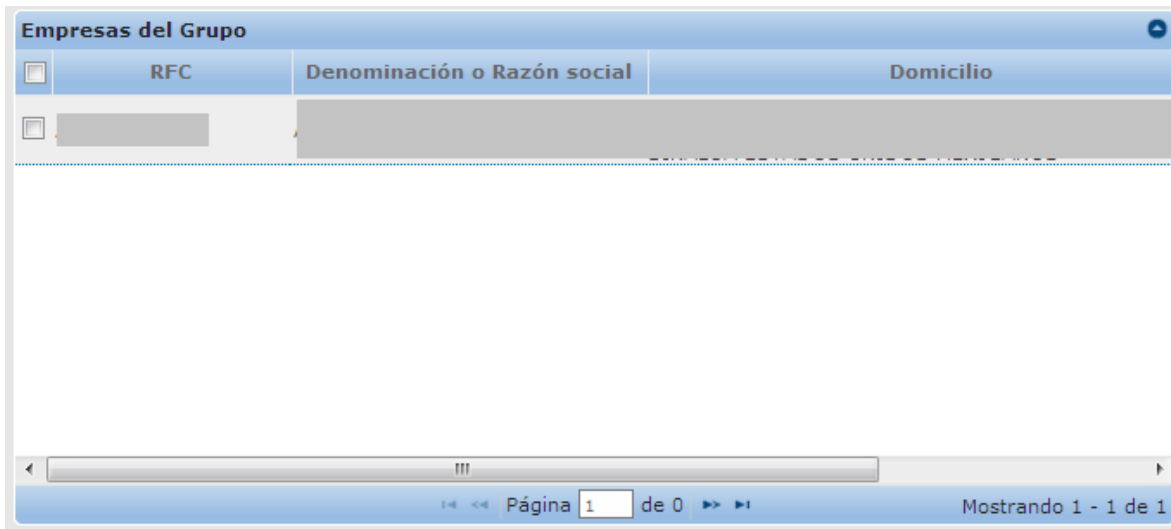 Empresas del Grupo
RFC Denominación o Razón social Domicilio
Página 1 de 0 Mostrando 1 - 1 de 1